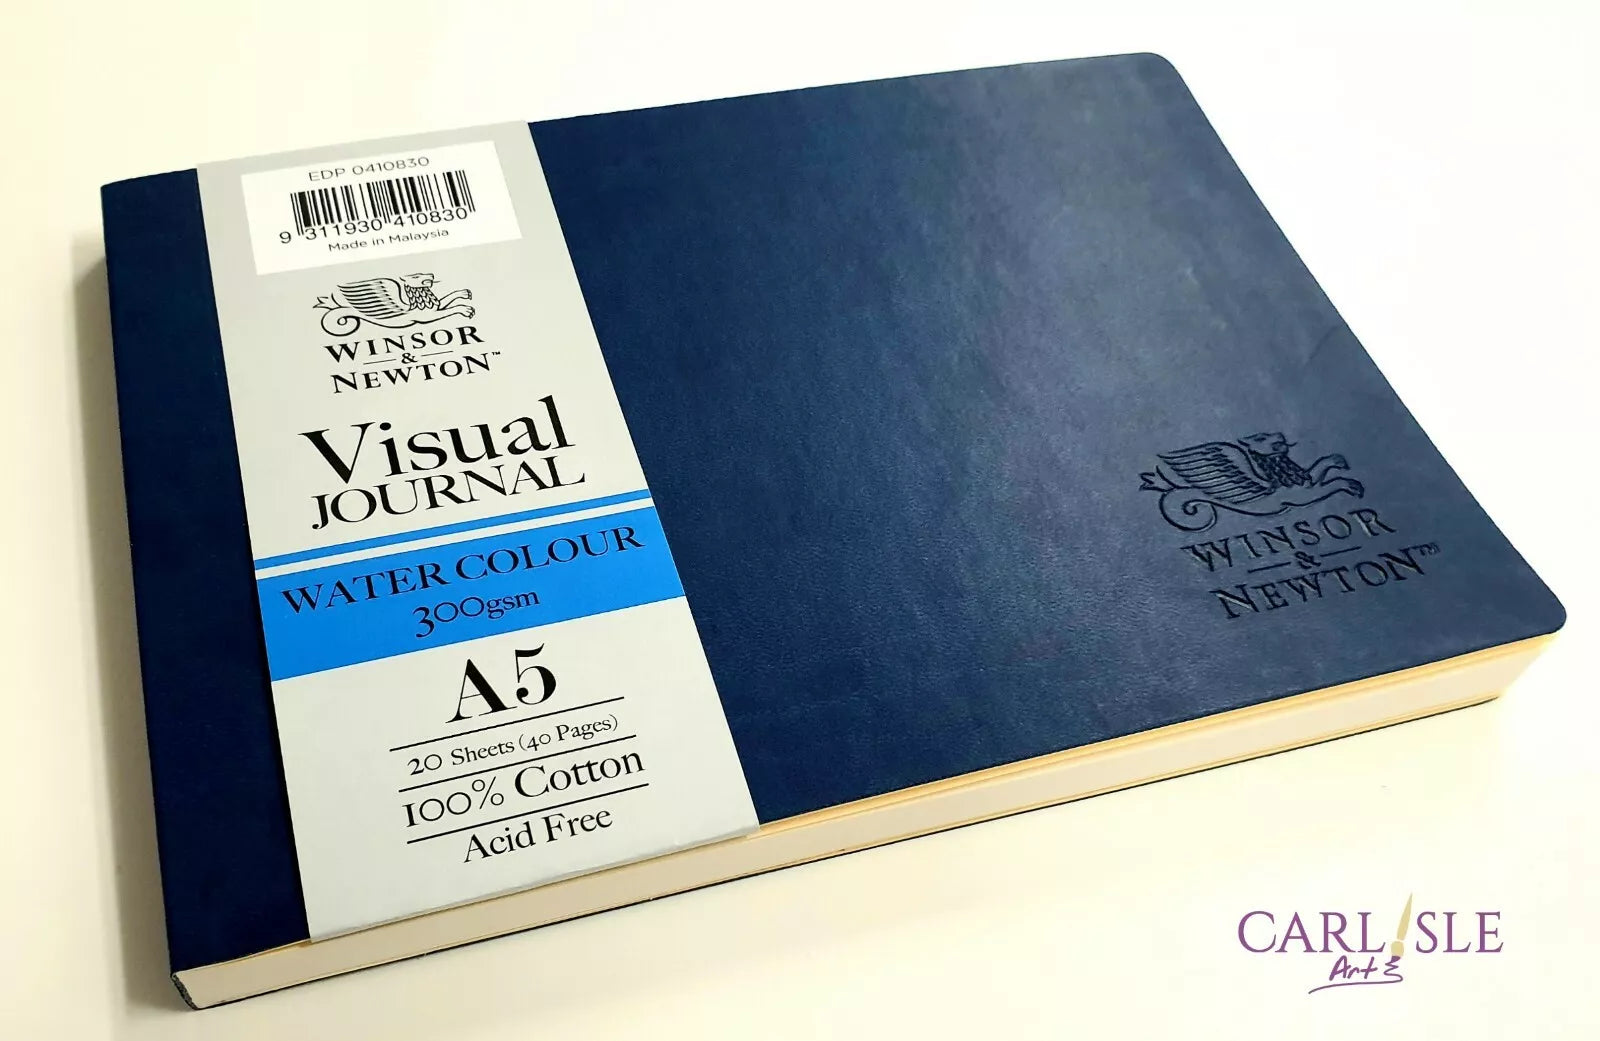 EDP 0410830
9 311930 410830
Made in Malaysia
WINSOR
&
NEWTON™
Visual
JOURNAL
WATER COLOUR
300gsm
A5
20 Sheets (40 Pages)
100% Cotton
Acid Free
WINSOR
&
NEWTON™
CARLISLE
Arts